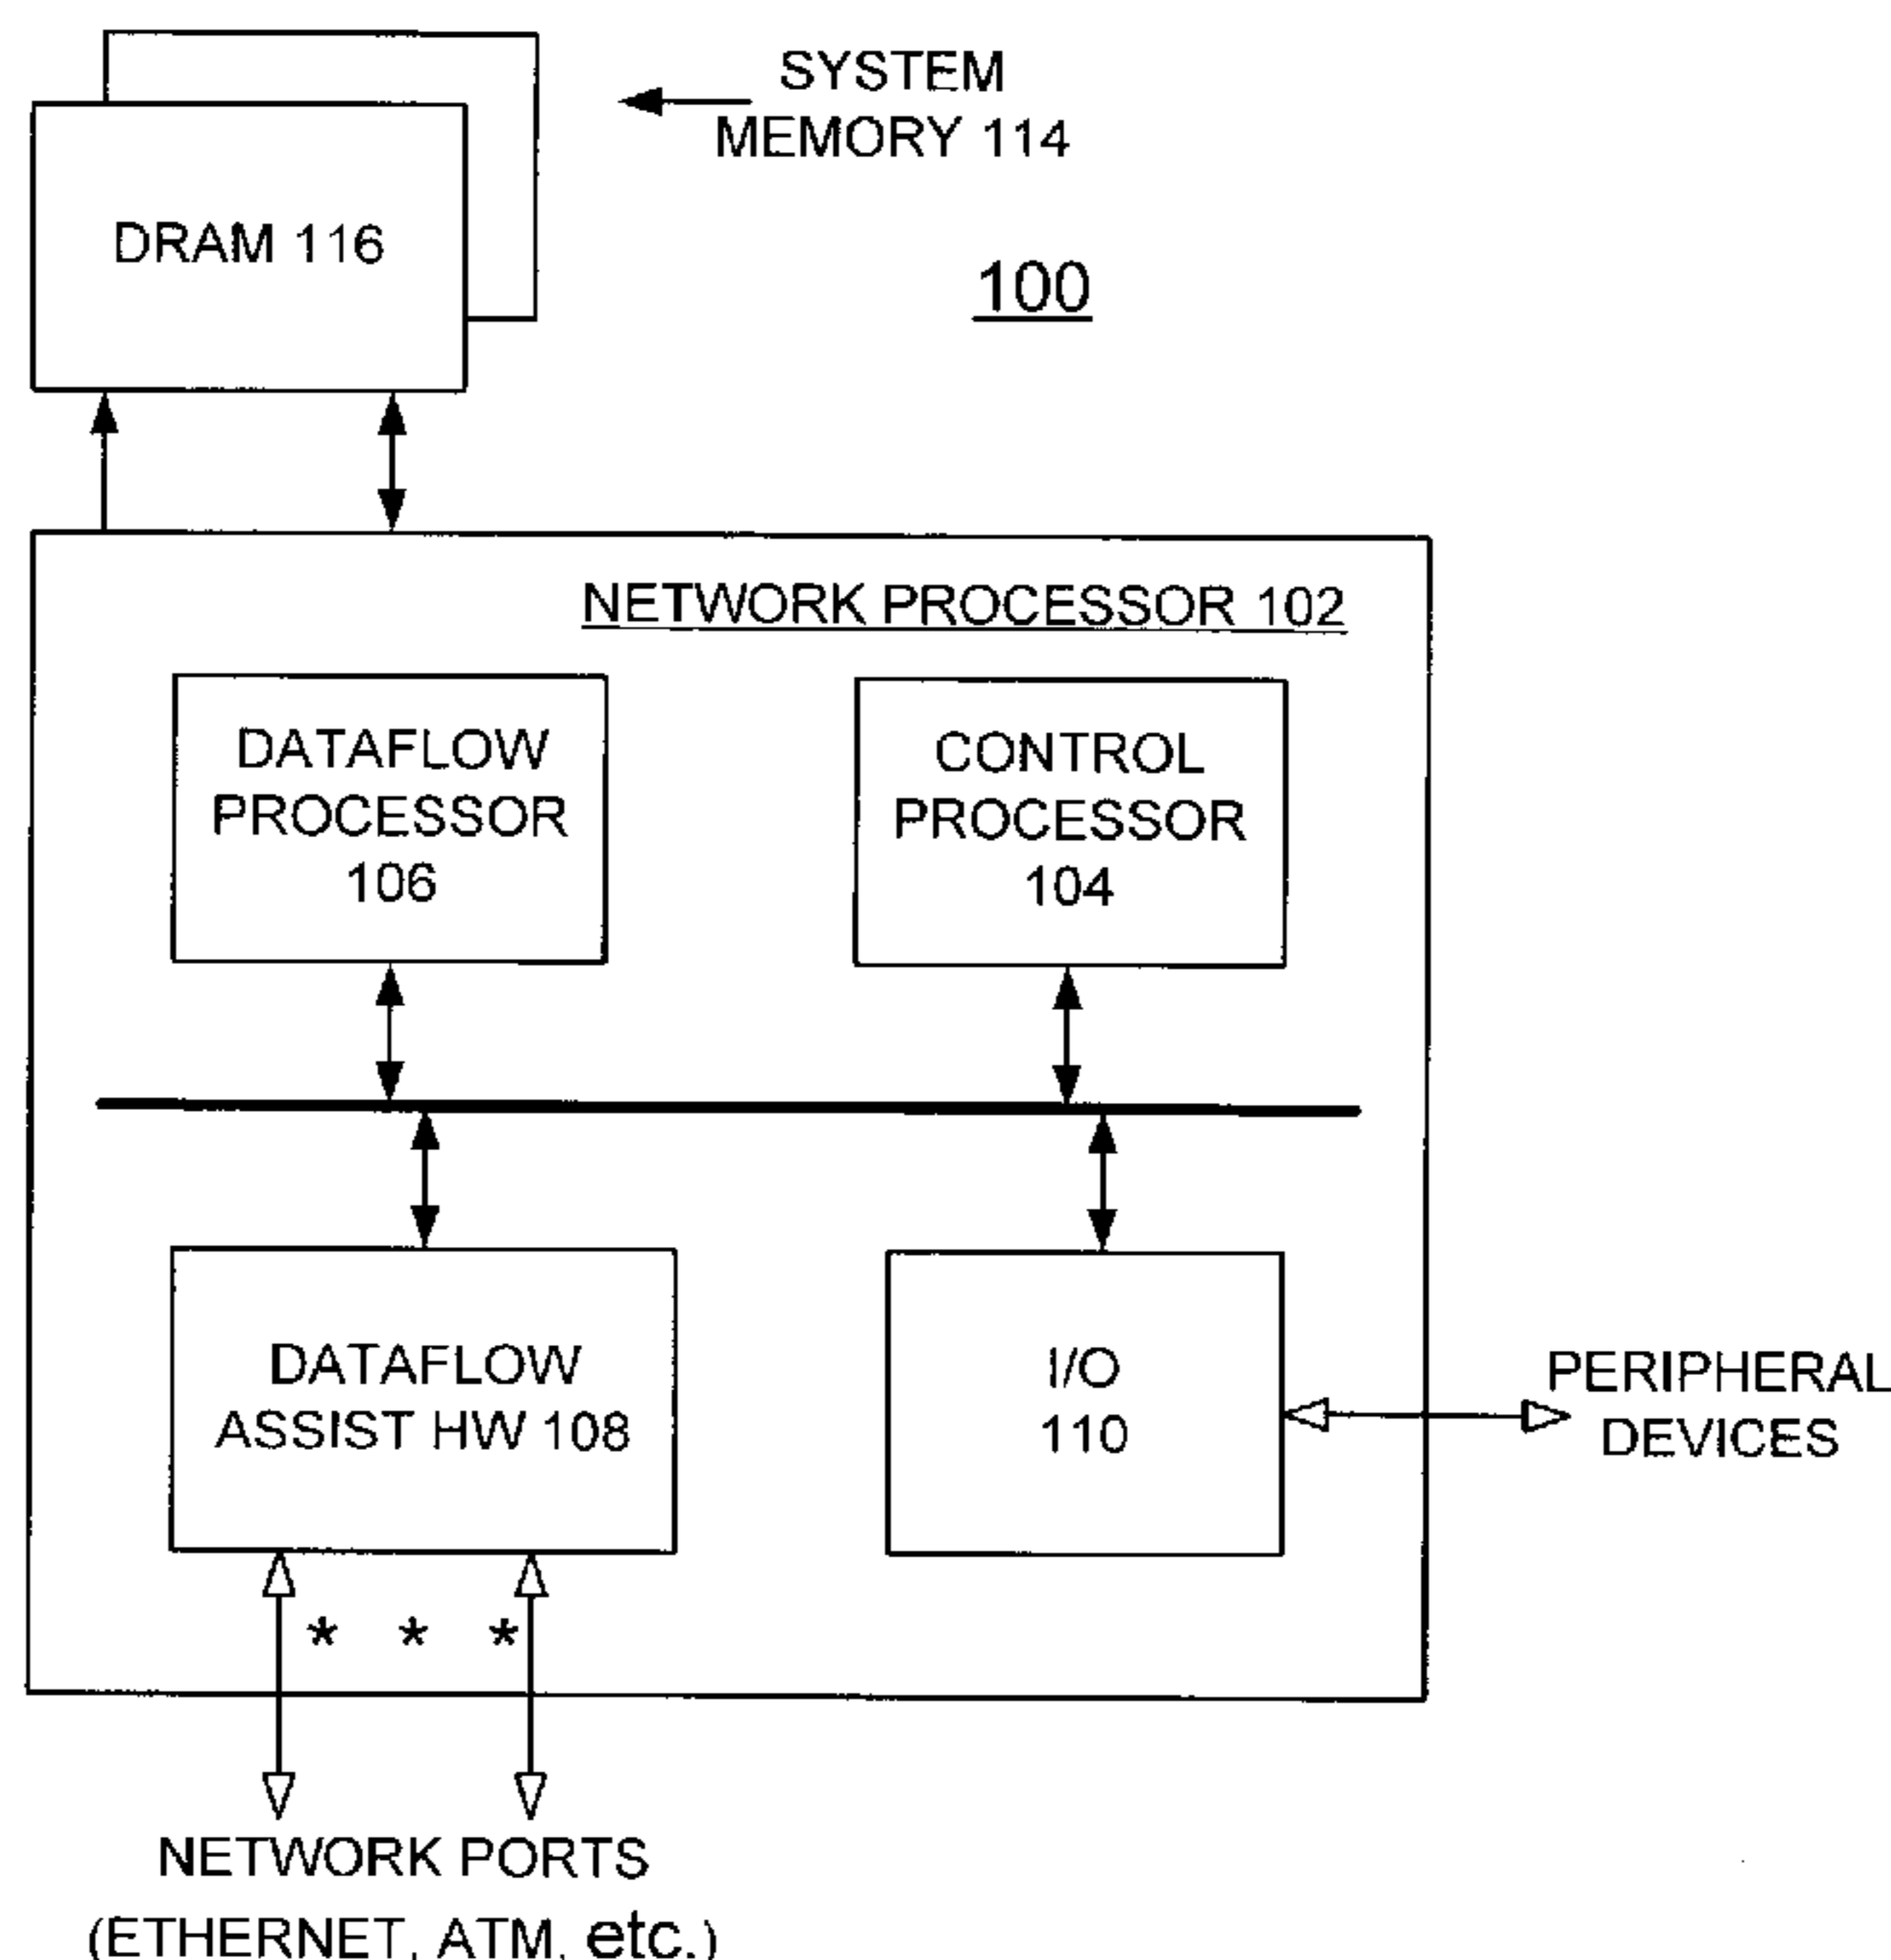 SYSTEM
MEMORY 114
DRAM 116
100
NETWORK PROCESSOR 102
DATAFLOW
PROCESSOR
106
CONTROL
PROCESSOR
104
DATAFLOW
ASSIST HW 108
I/O
110
PERIPHERAL
DEVICES
* * *
NETWORK PORTS
(ETHERNET, ATM, etc.)